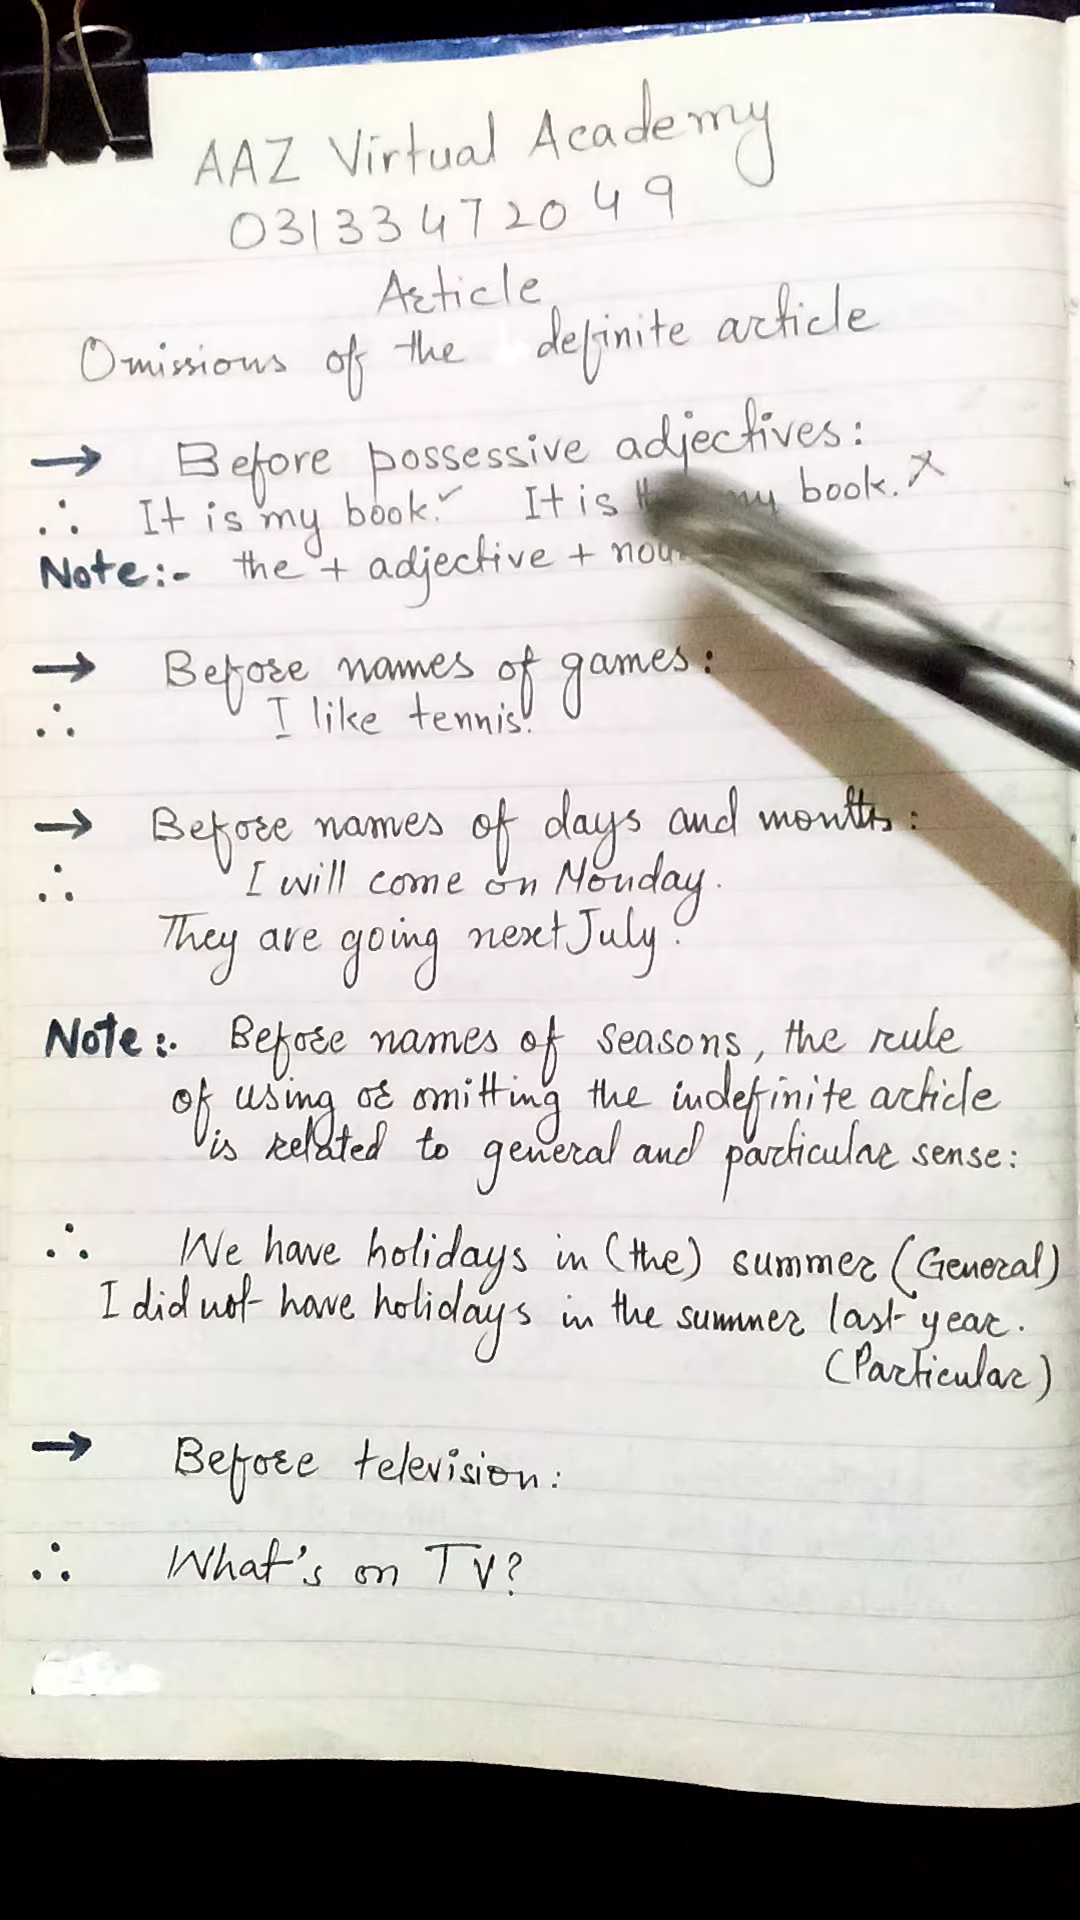 AAZ Virtual Academy
03133472049
Article
Omissions of the definite article
→ Before possessive adjectives:
∴ It is my book.✓ It is my book. ✗
Note:- the + adjective +
→ Before names of games:
∴ I like tennis.
→ Before names of days and months:
∴ I will come on Monday.
They are going next July.
Note:- Before names of seasons, the rule
of using or omitting the indefinite article
is related to general and particular sense:
∴ We have holidays in (the) summer (General)
I did not have holidays in the summer last year.
(Particular)
→ Before television:
∴ What's on TV?